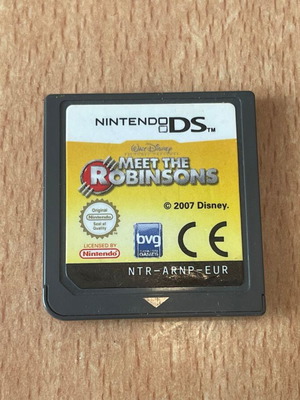 NINTENDO DS™
Walt Disney
MEET THE
ROBINSONS
© 2007 Disney.
Original
Nintendo
Seal of
Quality
LICENSED BY
Nintendo
bvg
CE
NTR-ARNP-EUR